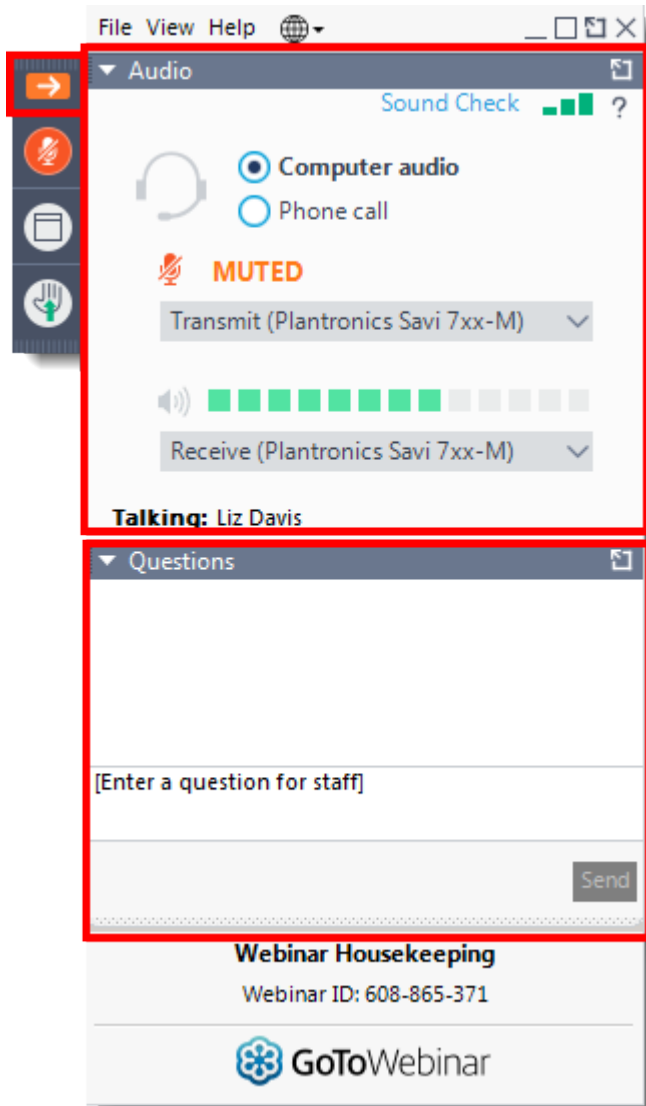 File View Help
Audio
Sound Check ?
Computer audio
Phone call
MUTED
Transmit (Plantronics Savi 7xx-M)
Receive (Plantronics Savi 7xx-M)
Talking: Liz Davis
Questions
[Enter a question for staff]
Send
Webinar Housekeeping
Webinar ID: 608-865-371
GoToWebinar